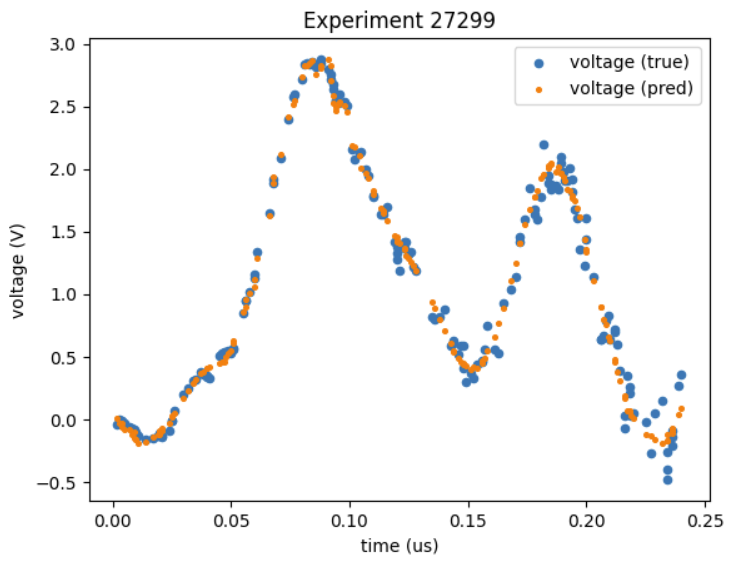 Experiment 27299
voltage (true)
voltage (pred)
voltage (V)
3.0
2.5
2.0
1.5
1.0
0.5
0.0
−0.5
0.00 0.05 0.10 0.15 0.20 0.25
time (us)